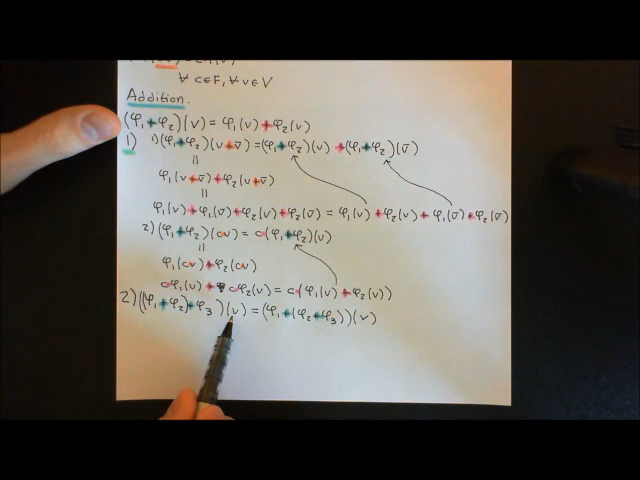 ∀ c∈F, ∀ v∈V
Addition.
(φ₁+φ₂)(v) = φ₁(v)+φ₂(v)
1) 1)(φ₁+φ₂)(v+v̄) = (φ₁+φ₂)(v) + (φ₁+φ₂)(v̄)
=
φ₁(v+v̄)+φ₂(v+v̄)
=
φ₁(v)+φ₁(v̄)+φ₂(v)+φ₂(v̄) = φ₁(v)+φ₂(v)+φ₁(v̄)+φ₂(v̄)
2)(φ₁+φ₂)(cv) = c(φ₁+φ₂)(v)
=
φ₁(cv)+φ₂(cv)
c·φ₁(v)+c·φ₂(v) = c·(φ₁(v)+φ₂(v))
2)((φ₁+φ₂)+φ₃)(v) = (φ₁+(φ₂+φ₃))(v)